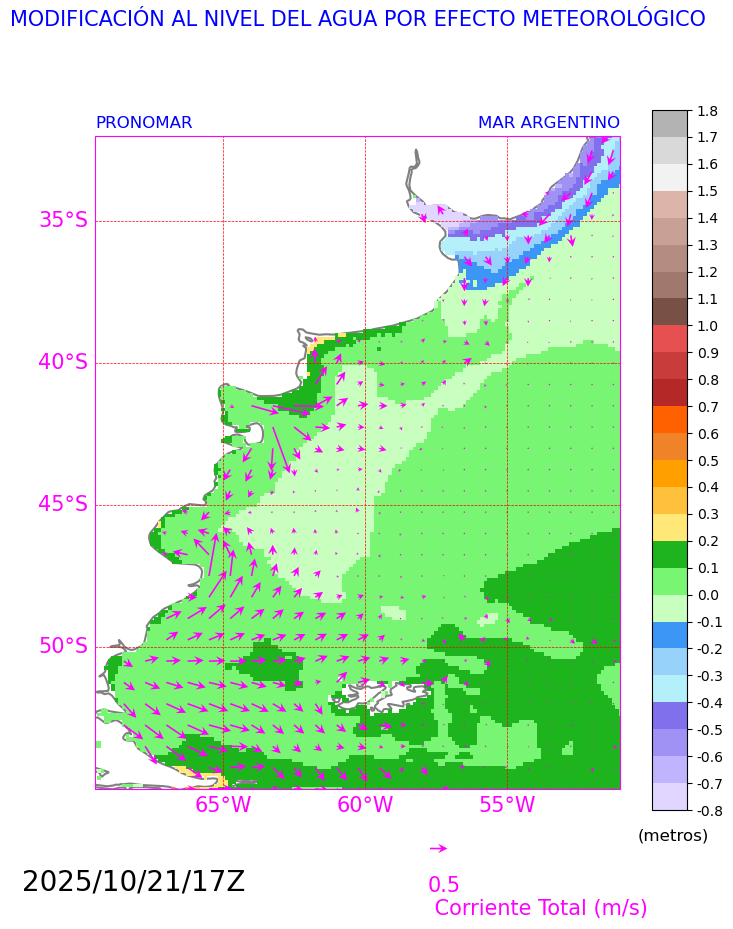 MODIFICACIÓN AL NIVEL DEL AGUA POR EFECTO METEOROLÓGICO
PRONOMAR MAR ARGENTINO
35°S
40°S
45°S
50°S
65°W 60°W 55°W
1.8
1.7
1.6
1.5
1.4
1.3
1.2
1.1
1.0
0.9
0.8
0.7
0.6
0.5
0.4
0.3
0.2
0.1
0.0
-0.1
-0.2
-0.3
-0.4
-0.5
-0.6
-0.7
-0.8
(metros)
2025/10/21/17Z
0.5
Corriente Total (m/s)